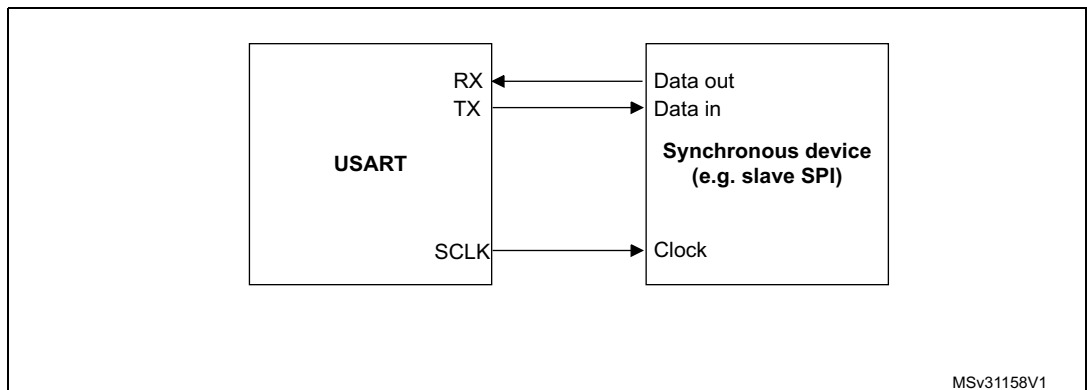 RX
TX
USART
SCLK
Data out
Data in
Synchronous device
(e.g. slave SPI)
Clock
MSv31158V1